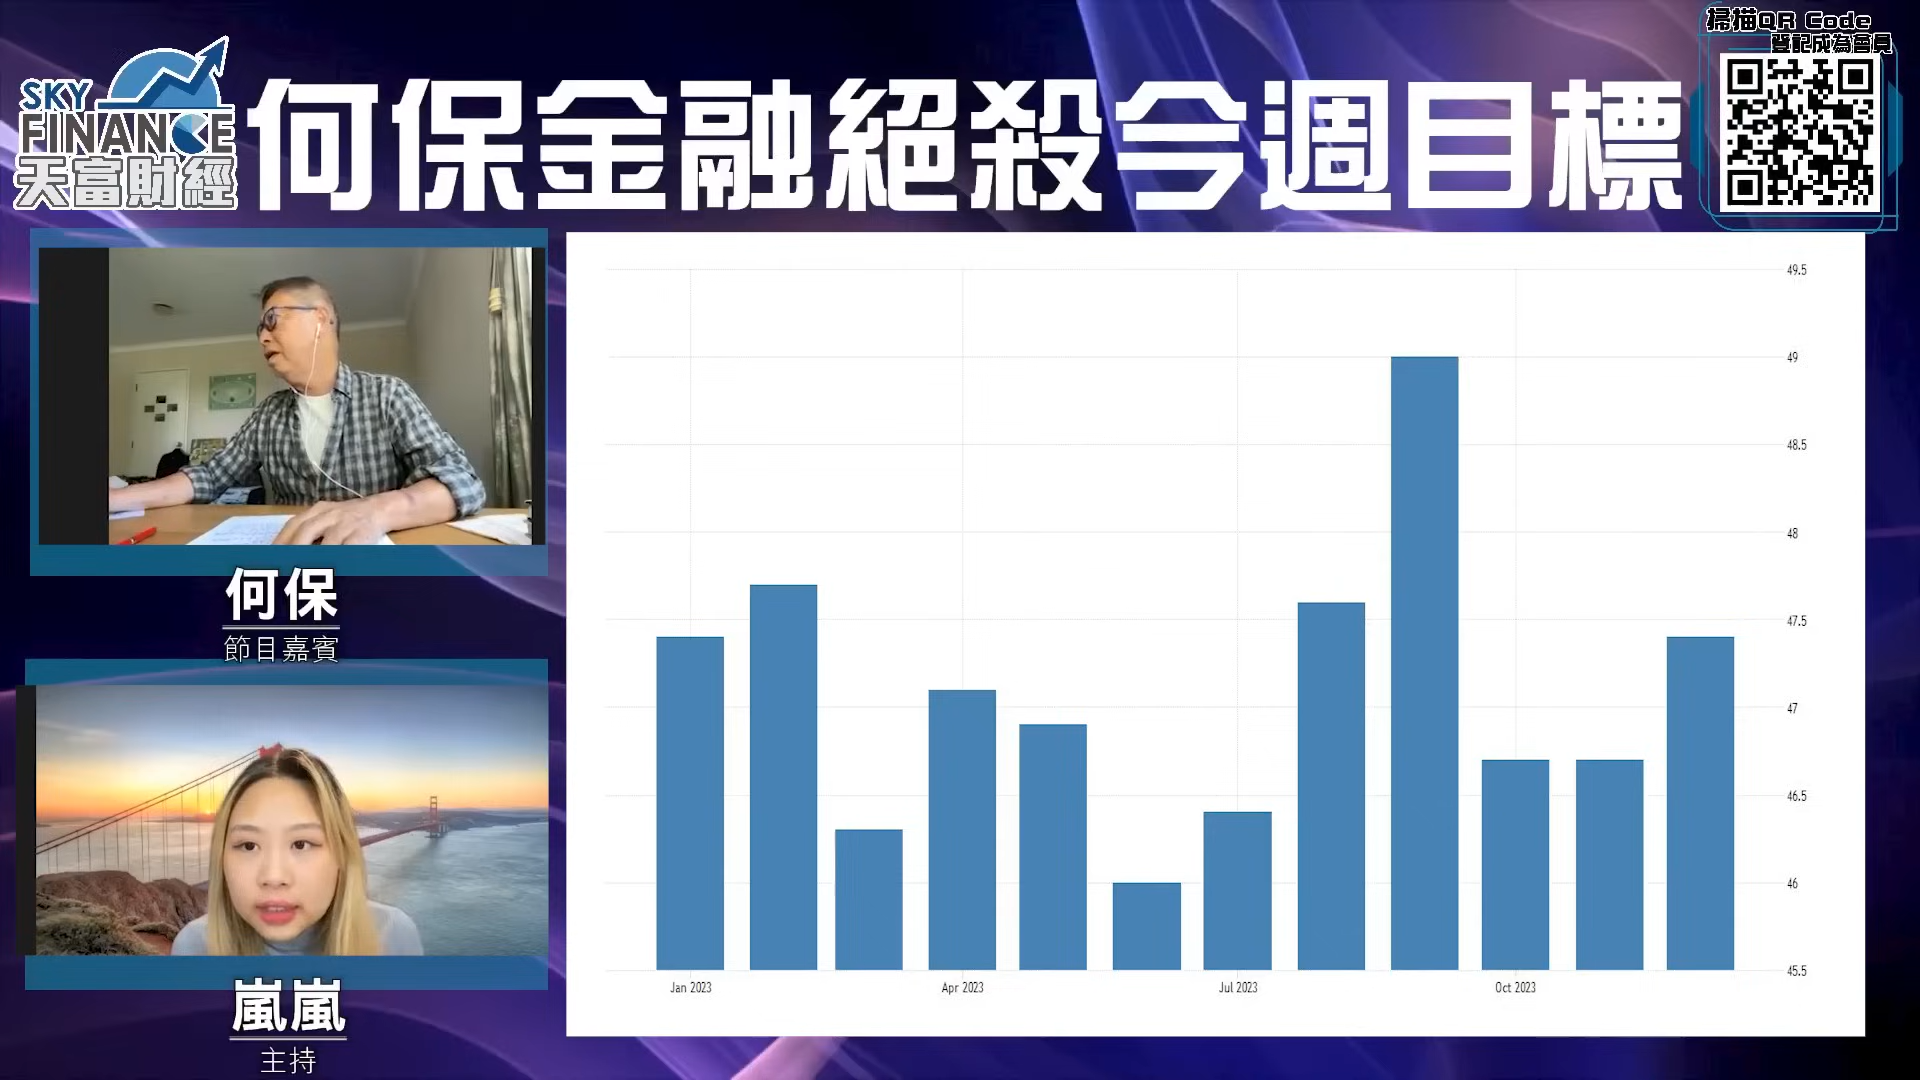 掃描QR Code
登記成為會員
SKY
FINANCE
天富財經
何保金融絕殺今週目標
何保
節目嘉賓
嵐嵐
主持
49.5
49
48.5
48
47.5
47
46.5
46
45.5
Jan 2023
Apr 2023
Jul 2023
Oct 2023